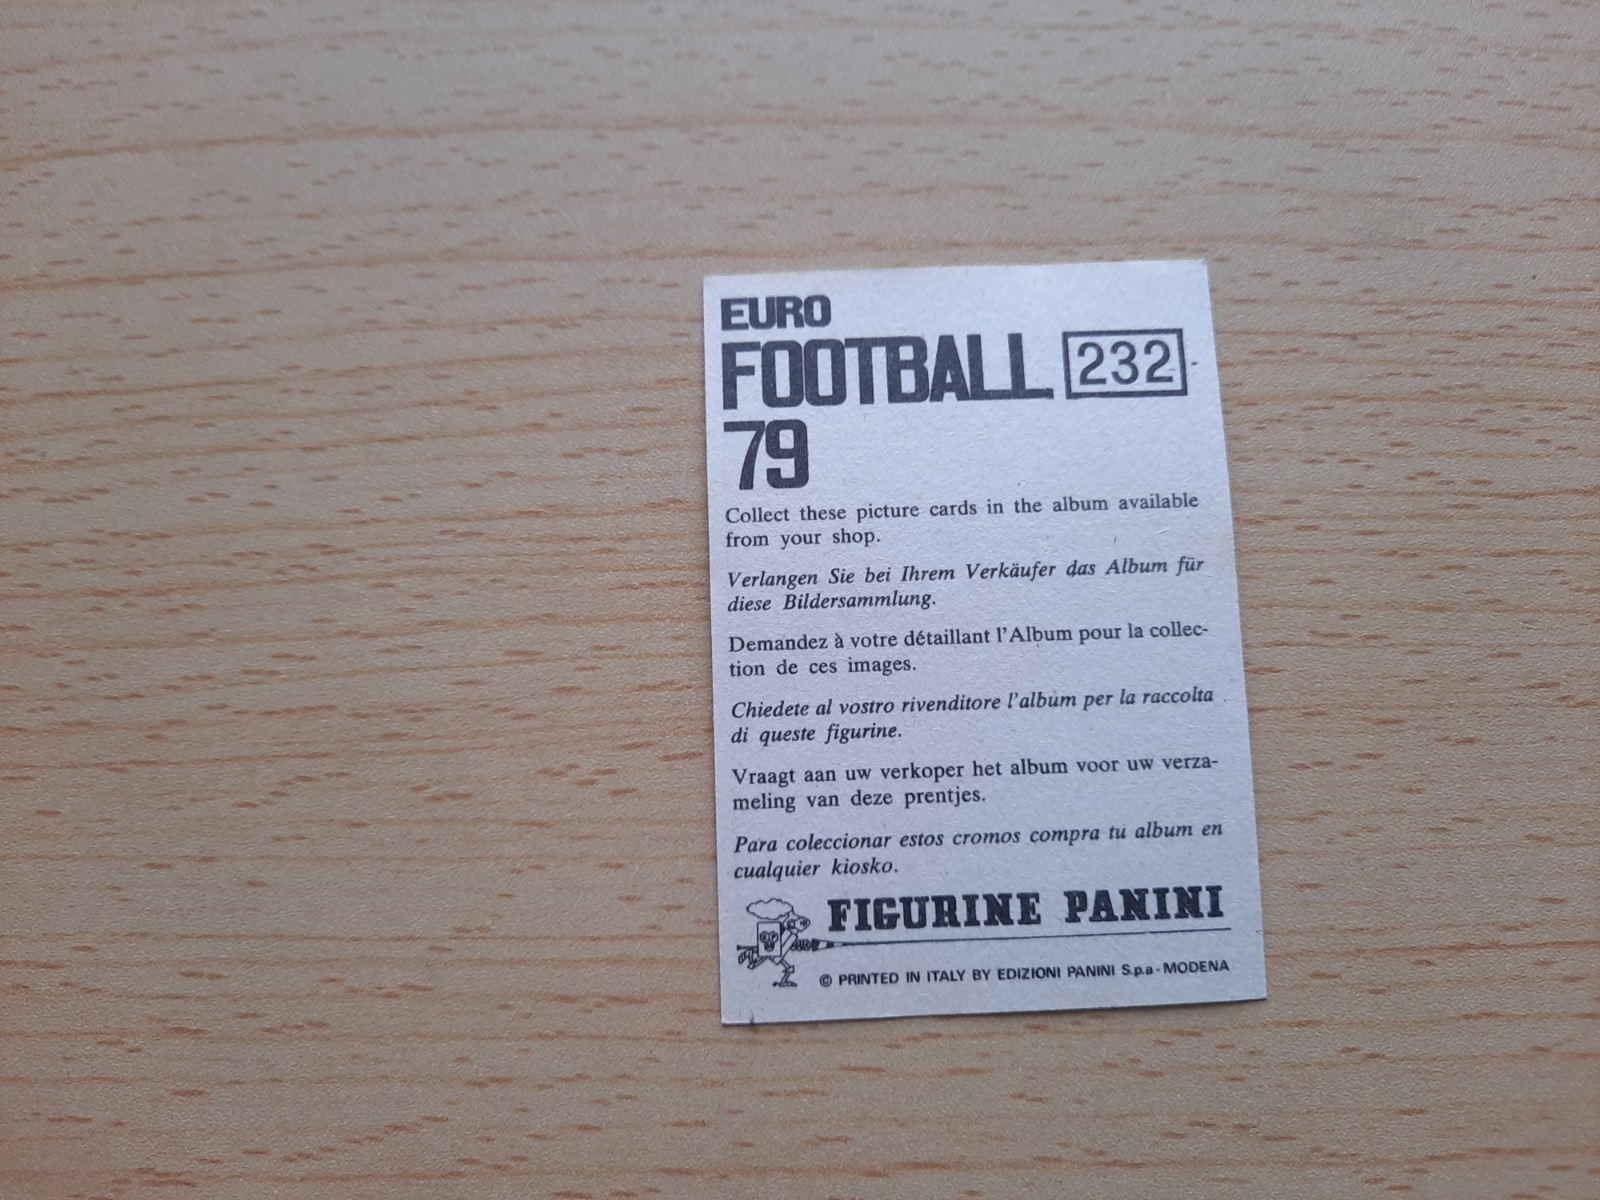 EURO
FOOTBALL 232
79
Collect these picture cards in the album available
from your shop.
Verlangen Sie bei Ihrem Verkäufer das Album für
diese Bildersammlung.
Demandez à votre détaillant l'Album pour la collec-
tion de ces images.
Chiedete al vostro rivenditore l'album per la raccolta
di queste figurine.
Vraagt aan uw verkoper het album voor uw verza-
meling van deze prentjes.
Para coleccionar estos cromos compra tu album en
cualquier kiosko.
FIGURINE PANINI
© PRINTED IN ITALY BY EDIZIONI PANINI S.p.a - MODENA